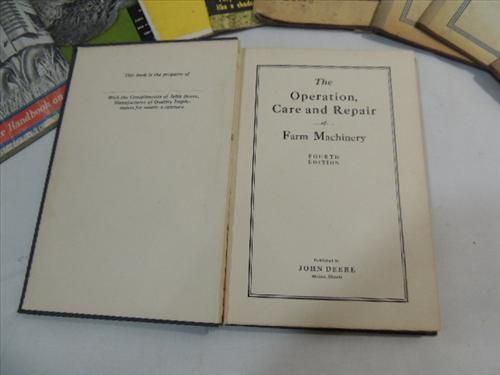 Handbook on
like a shade
This book is the property of
With the Compliments of John Deere,
Manufacturers of Quality Imple-
ments for nearly a century.
The
Operation,
Care and Repair
of
Farm Machinery
FOURTH
EDITION
Published by
JOHN DEERE
Moline, Illinois